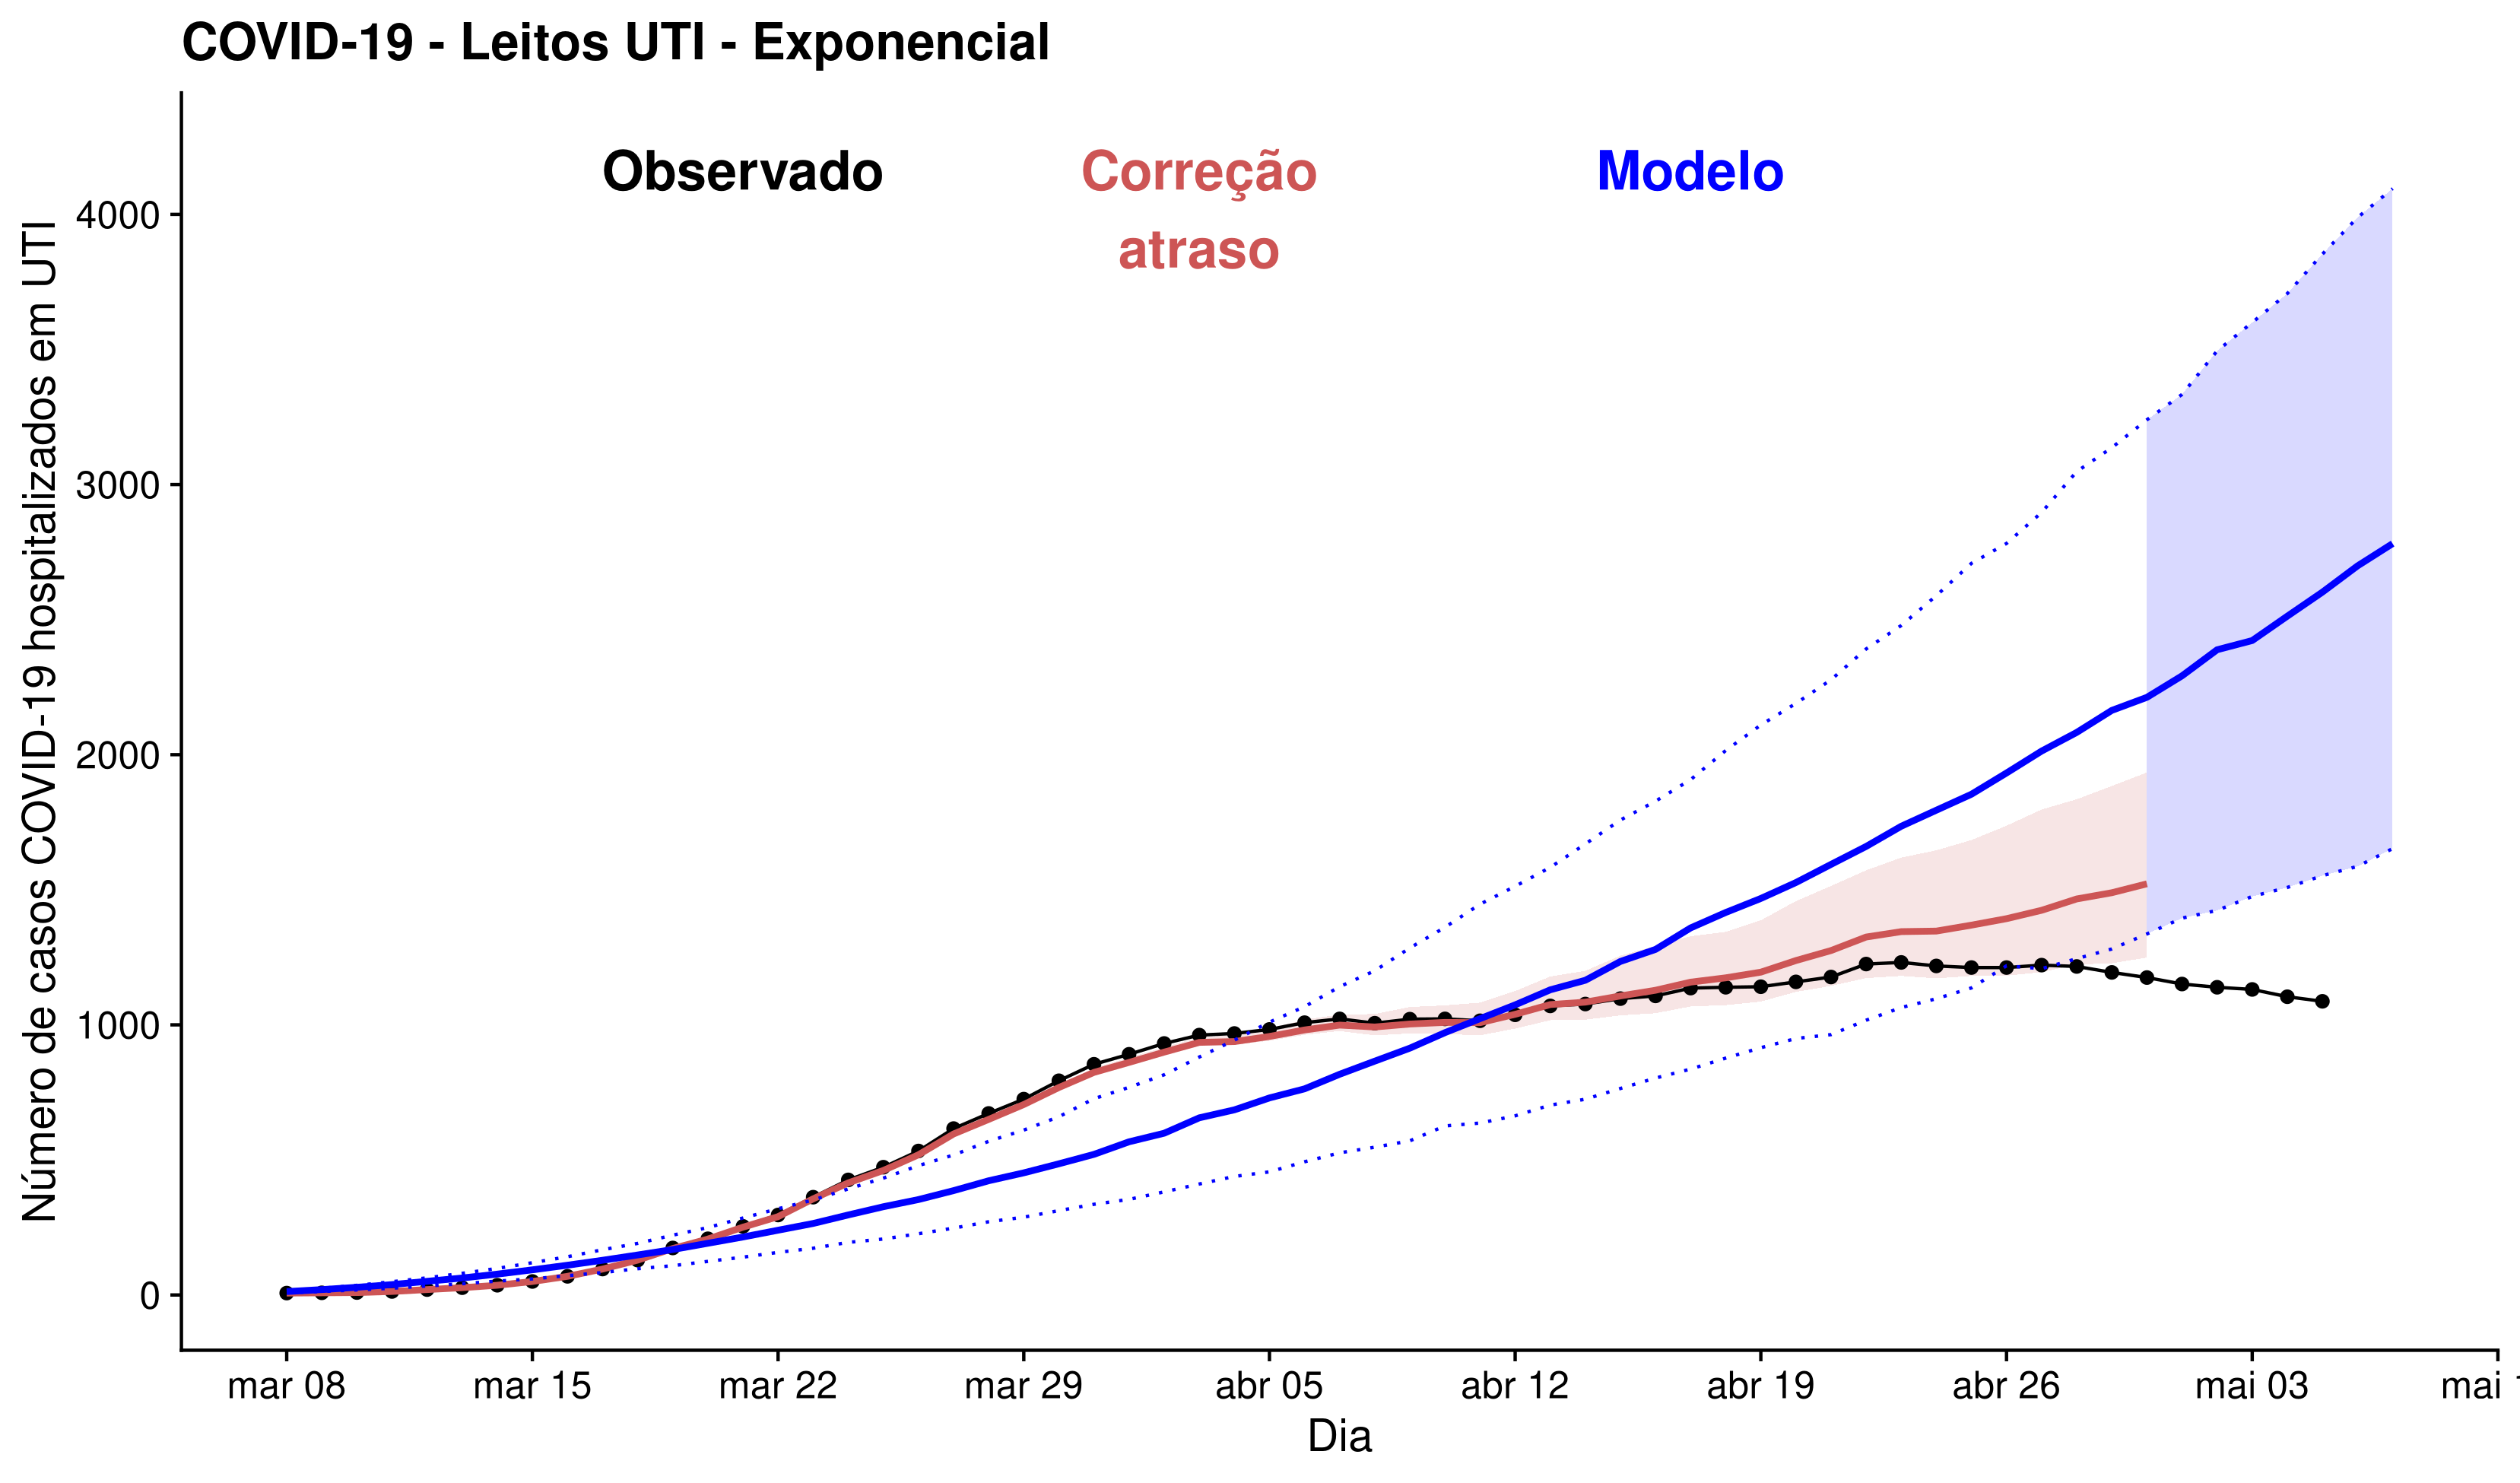 COVID-19 - Leitos UTI - Exponencial
Observado
Correção
atraso
Modelo
Número de casos COVID-19 hospitalizados em UTI
4000
3000
2000
1000
0
mar 08
mar 15
mar 22
mar 29
abr 05
abr 12
abr 19
abr 26
mai 03
mai
Dia